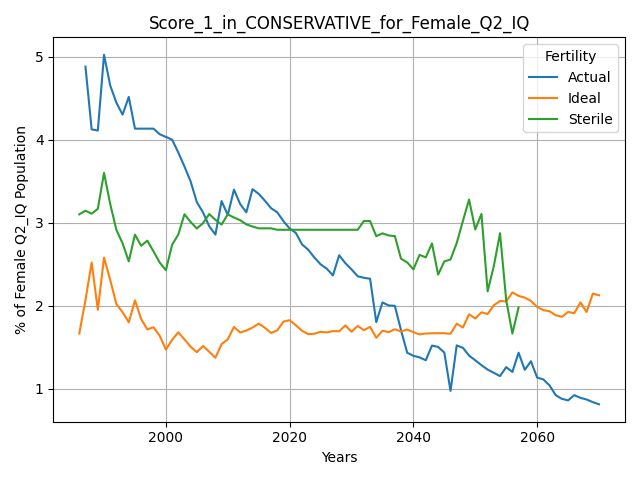 Score_1_in_CONSERVATIVE_for_Female_Q2_IQ
Fertility
Actual
Ideal
Sterile
% of Female Q2_IQ Population
5
4
3
2
1
2000 2020 2040 2060
Years